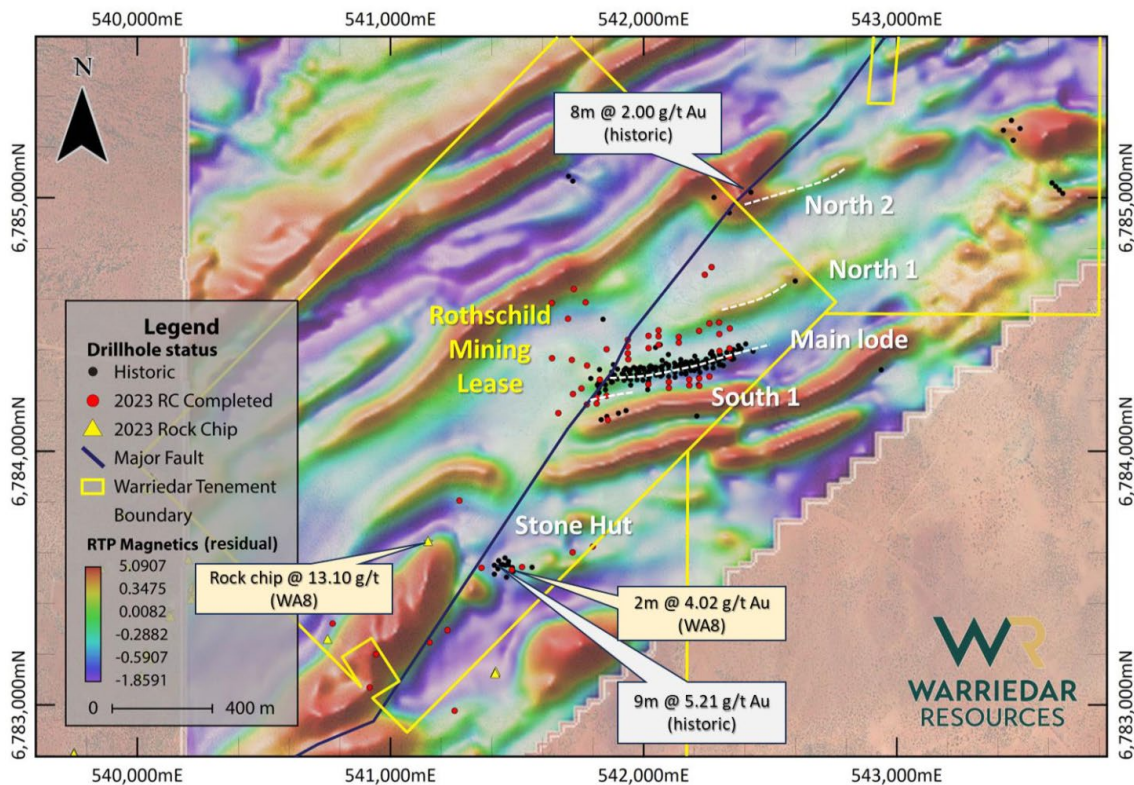 540,000mE
541,000mE
542,000mE
543,000mE
N
6,785,000mN
6,784,000mN
6,783,000mN
8m @ 2.00 g/t Au
(historic)
North 2
North 1
Rothschild
Mining
Lease
Main lode
South 1
Stone Hut
Legend
Drillhole status
Historic
2023 RC Completed
2023 Rock Chip
Major Fault
Warriedar Tenement
Boundary
RTP Magnetics (residual)
5.0907
0.3475
0.0082
-0.2882
-0.5907
-1.8591
0
400 m
Rock chip @ 13.10 g/t
(WA8)
2m @ 4.02 g/t Au
(WA8)
9m @ 5.21 g/t Au
(historic)
WR
WARRIEDAR
RESOURCES
6,785,000mN
6,784,000mN
6,783,000mN
540,000mE
541,000mE
542,000mE
543,000mE